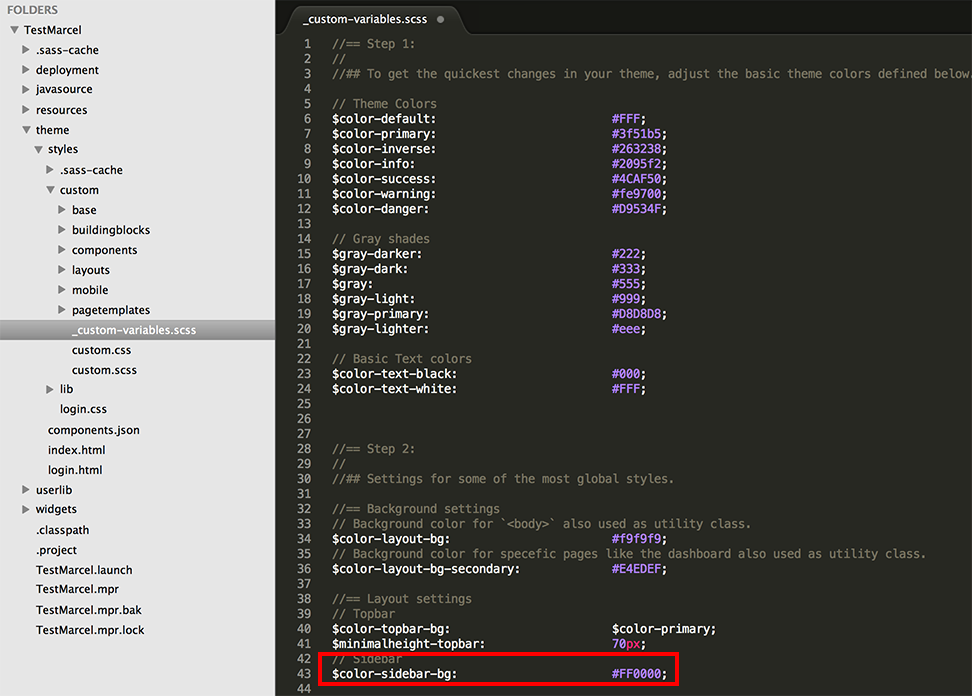 FOLDERS
TestMarcel
.sass-cache
deployment
javasource
resources
theme
styles
.sass-cache
custom
base
buildingblocks
components
layouts
mobile
pagetemplates
_custom-variables.scss
custom.css
custom.scss
lib
login.css
components.json
index.html
login.html
userlib
widgets
.classpath
.project
TestMarcel.launch
TestMarcel.mpr
TestMarcel.mpr.bak
TestMarcel.mpr.lock
_custom-variables.scss
1 //== Step 1:
2 //
3 //## To get the quickest changes in your theme, adjust the basic theme colors defined below.
4
5 // Theme Colors
6 $color-default: #FFF;
7 $color-primary: #3f51b5;
8 $color-inverse: #263238;
9 $color-info: #2095f2;
10 $color-success: #4CAF50;
11 $color-warning: #fe9700;
12 $color-danger: #D9534F;
13
14 // Gray shades
15 $gray-darker: #222;
16 $gray-dark: #333;
17 $gray: #555;
18 $gray-light: #999;
19 $gray-primary: #D8D8D8;
20 $gray-lighter: #eee;
21
22 // Basic Text colors
23 $color-text-black: #000;
24 $color-text-white: #FFF;
25
26
27
28 //== Step 2:
29 //
30 //## Settings for some of the most global styles.
31
32 //== Background settings
33 // Background color for `<body>` also used as utility class.
34 $color-layout-bg: #f9f9f9;
35 // Background color for specefic pages like the dashboard also used as utility class.
36 $color-layout-bg-secondary: #E4EDEF;
37
38 //== Layout settings
39 // Topbar
40 $color-topbar-bg: $color-primary;
41 $minimalheight-topbar: 70px;
42 // Sidebar
43 $color-sidebar-bg: #FF0000;
44